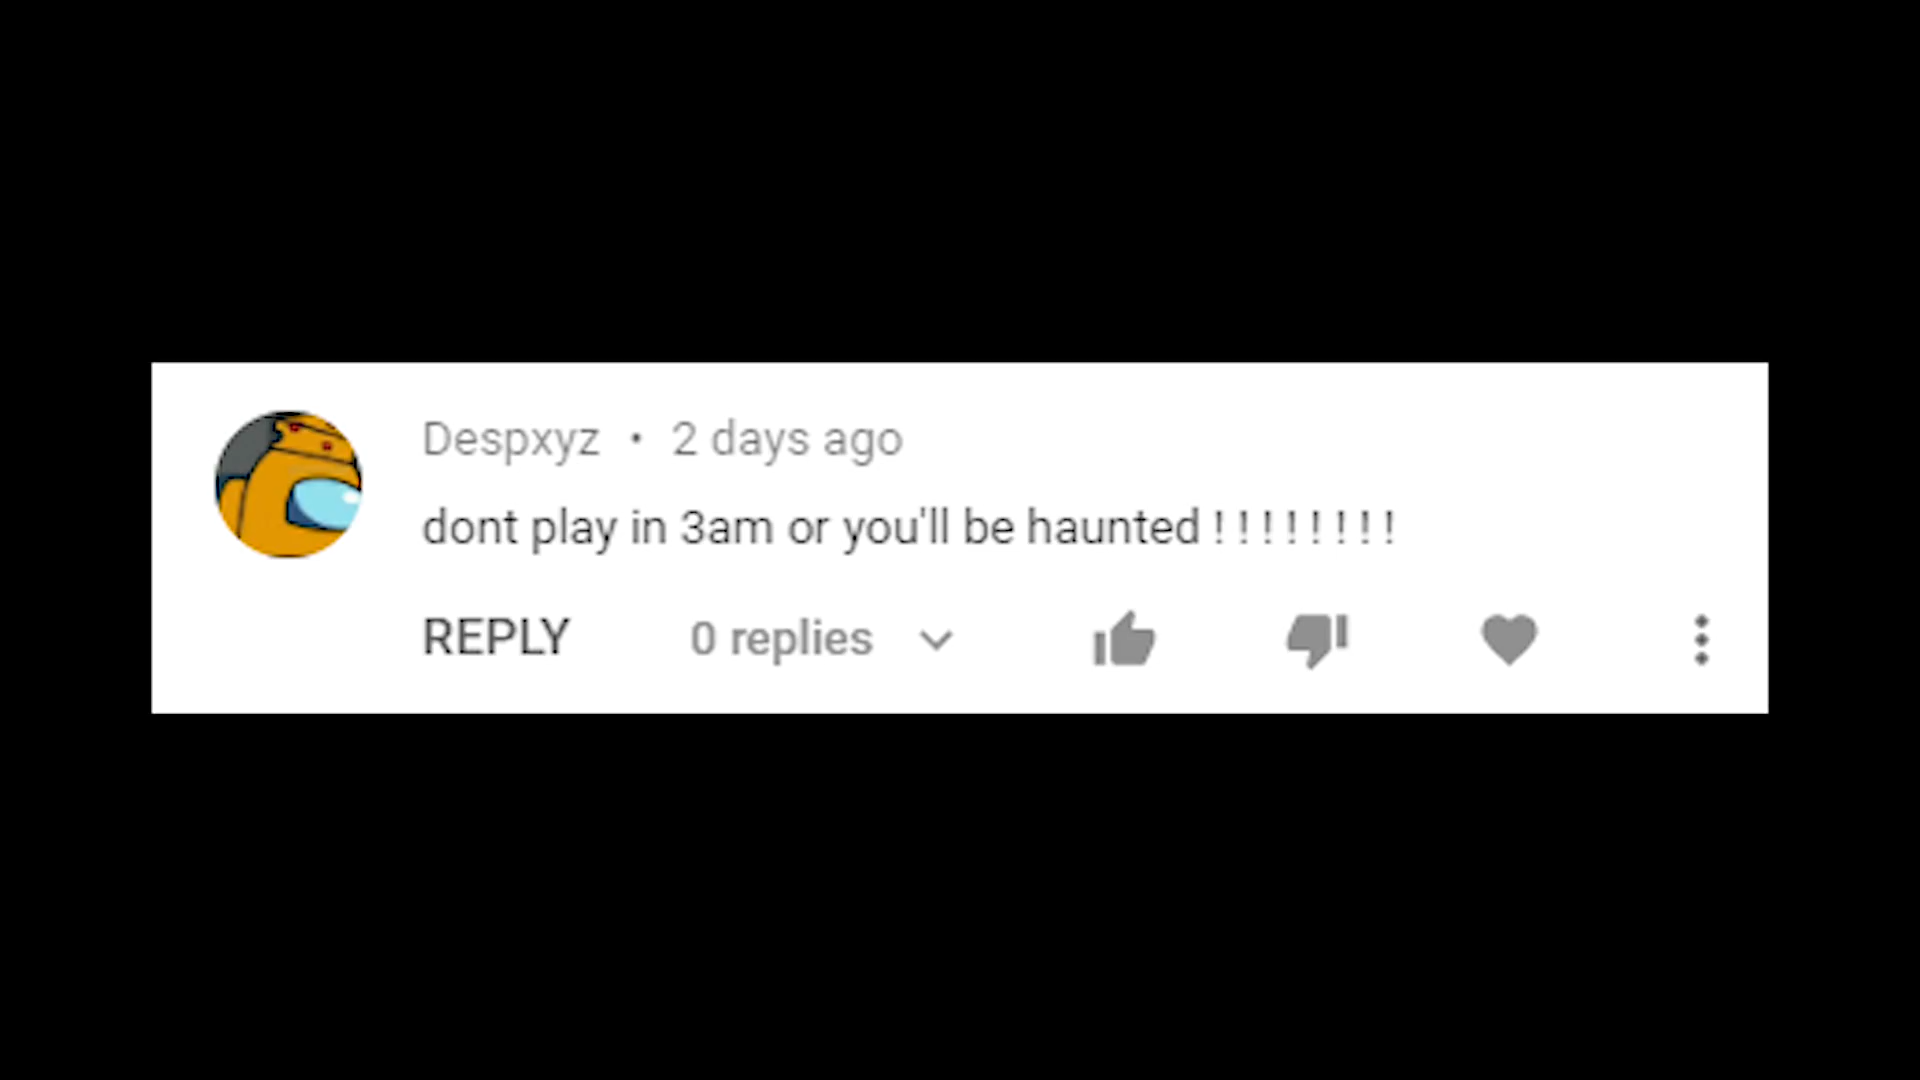 Despxyz • 2 days ago
dont play in 3am or you'll be haunted ! ! ! ! ! ! ! !
REPLY 0 replies